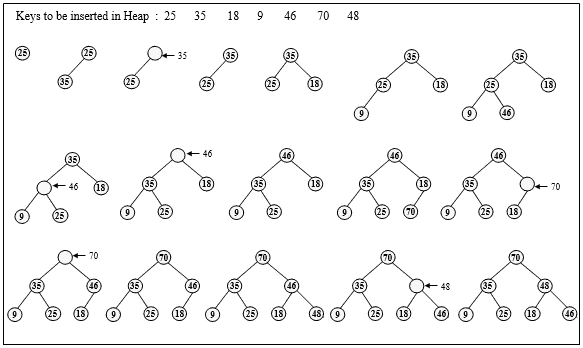 Keys to be inserted in Heap : 25 35 18 9 46 70 48
25 25 35 35 35 35
35 25 35 25 25 18 25 18 25 18
9 9 46
35 46 46 46 46
46 18 35 18 35 18 35 18 35 70
9 25 9 25 9 25 9 25 70 9 25 18
70 70 70 70 70
35 46 35 46 35 46 35 48 35 48
9 25 18 9 25 18 9 25 18 48 9 25 18 46 9 25 18 46